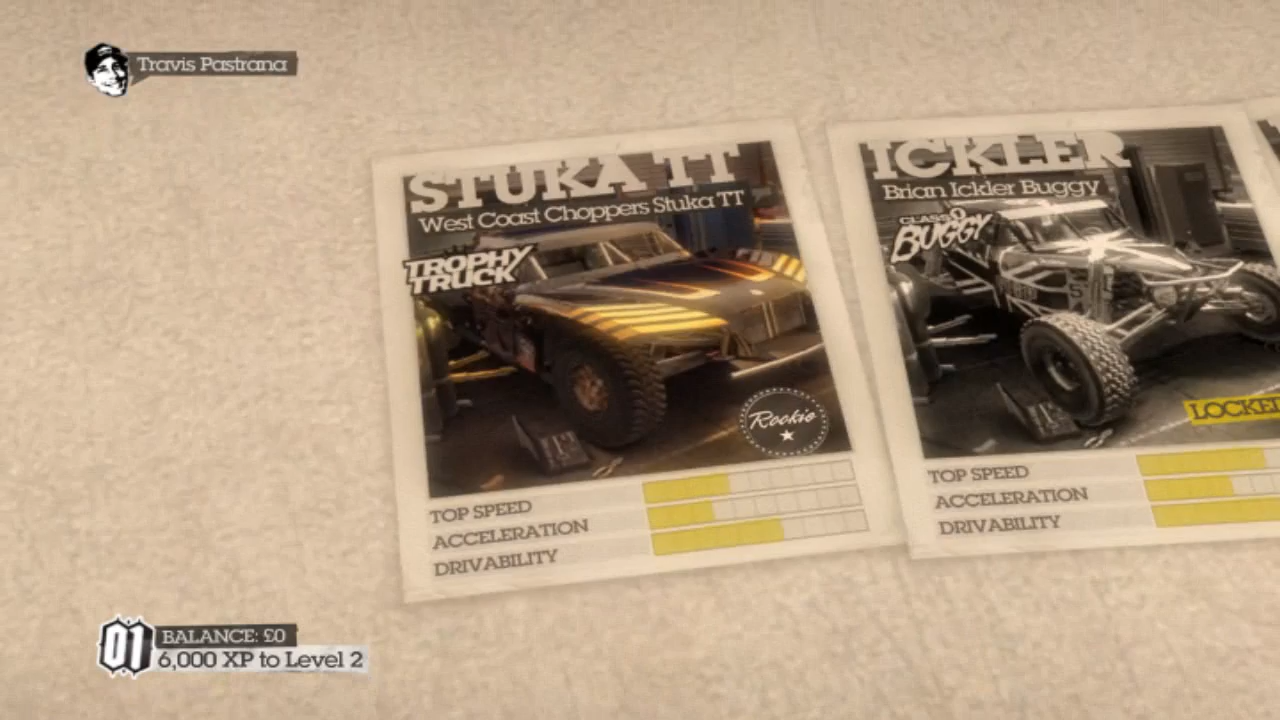 Travis Pastrana
STUKA TT
West Coast Choppers Stuka TT
TROPHY
TRUCK
Rookie
TOP SPEED
ACCELERATION
DRIVABILITY
ICKLER
Brian Ickler Buggy
CLASS
BUGGY
LOCKED
TOP SPEED
ACCELERATION
DRIVABILITY
01
BALANCE: £0
6,000 XP to Level 2